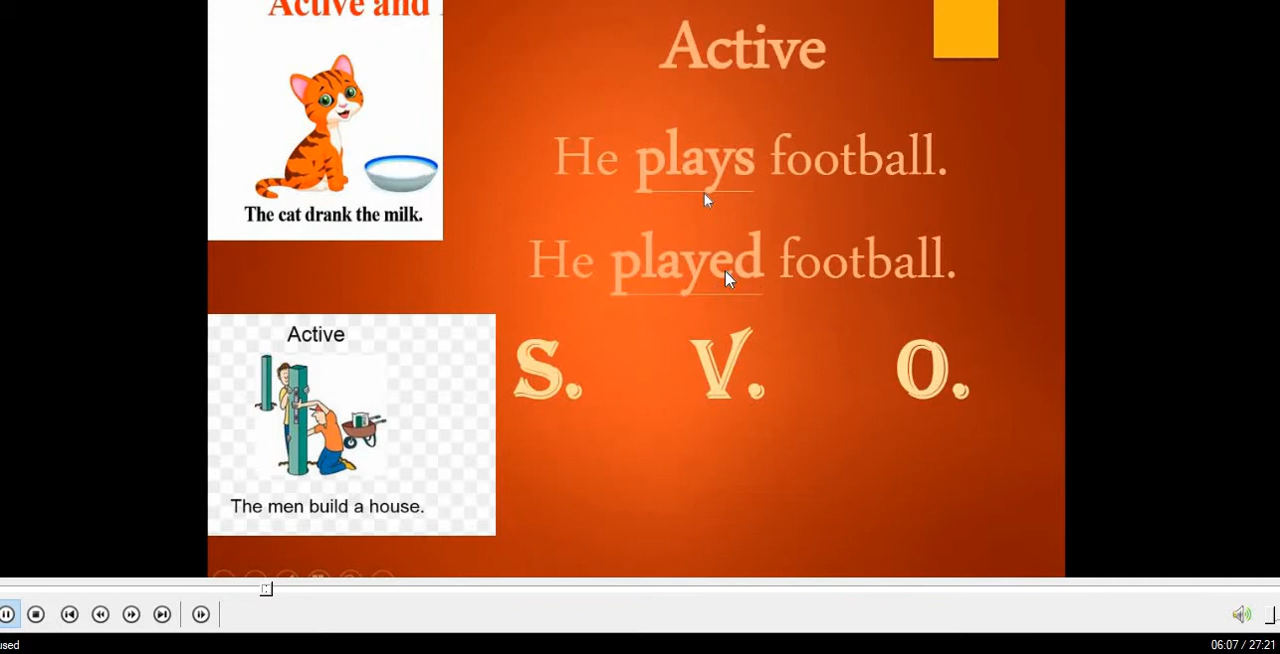 Active and
The cat drank the milk.
Active
He plays football.
He played football.
S. V. O.
Active
The men build a house.
used
06:07 / 27:21